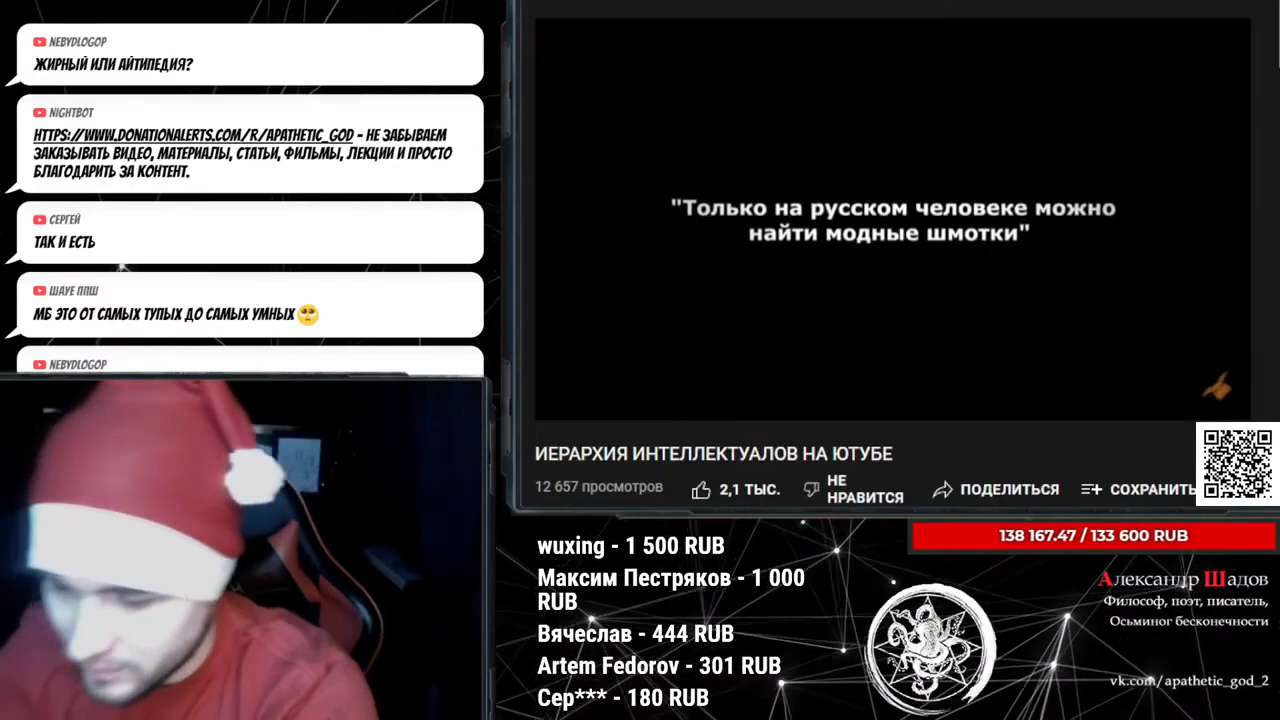 NEBYDLOGOP
ЖИРНЫЙ ИЛИ АЙТИПЕДИЯ?
NIGHTBOT
HTTPS://WWW.DONATIONALERTS.COM/R/APATHETIC_GOD - НЕ ЗАБЫВАЕМ
ЗАКАЗЫВАТЬ ВИДЕО, МАТЕРИАЛЫ, СТАТЬИ, ФИЛЬМЫ, ЛЕКЦИИ И ПРОСТО
БЛАГОДАРИТЬ ЗА КОНТЕНТ.
СЕРГЕЙ
ТАК И ЕСТЬ
ШАУЕ ППШ
МБ ЭТО ОТ САМЫХ ТУПЫХ ДО САМЫХ УМНЫХ🥺
NEBYDLOGOP
"Только на русском человеке можно
найти модные шмотки"
ИЕРАРХИЯ ИНТЕЛЛЕКТУАЛОВ НА ЮТУБЕ
12 657 просмотров
2,1 ТЫС.
НЕ
НРАВИТСЯ
ПОДЕЛИТЬСЯ
СОХРАНИТЬ
wuxing - 1 500 RUB
Максим Пестряков - 1 000
RUB
Вячеслав - 444 RUB
Artem Fedorov - 301 RUB
Сер*** - 180 RUB
138 167.47 / 133 600 RUB
Александр Шадов
Философ, поэт, писатель,
Осьминог бесконечности
vk.com/apathetic_god_2